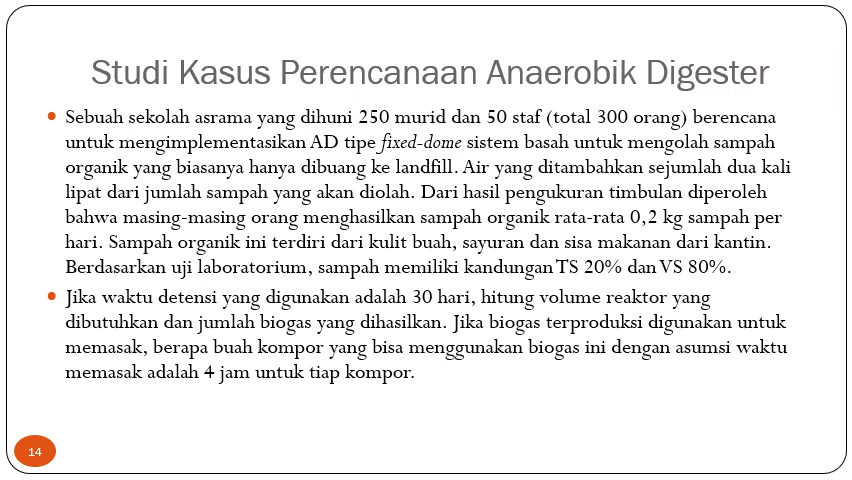 Studi Kasus Perencanaan Anaerobik Digester
• Sebuah sekolah asrama yang dihuni 250 murid dan 50 staf (total 300 orang) berencana
untuk mengimplementasikan AD tipe fixed-dome sistem basah untuk mengolah sampah
organik yang biasanya hanya dibuang ke landfill. Air yang ditambahkan sejumlah dua kali
lipat dari jumlah sampah yang akan diolah. Dari hasil pengukuran timbulan diperoleh
bahwa masing-masing orang menghasilkan sampah organik rata-rata 0,2 kg sampah per
hari. Sampah organik ini terdiri dari kulit buah, sayuran dan sisa makanan dari kantin.
Berdasarkan uji laboratorium, sampah memiliki kandungan TS 20% dan VS 80%.
• Jika waktu detensi yang digunakan adalah 30 hari, hitung volume reaktor yang
dibutuhkan dan jumlah biogas yang dihasilkan. Jika biogas terproduksi digunakan untuk
memasak, berapa buah kompor yang bisa menggunakan biogas ini dengan asumsi waktu
memasak adalah 4 jam untuk tiap kompor.
14